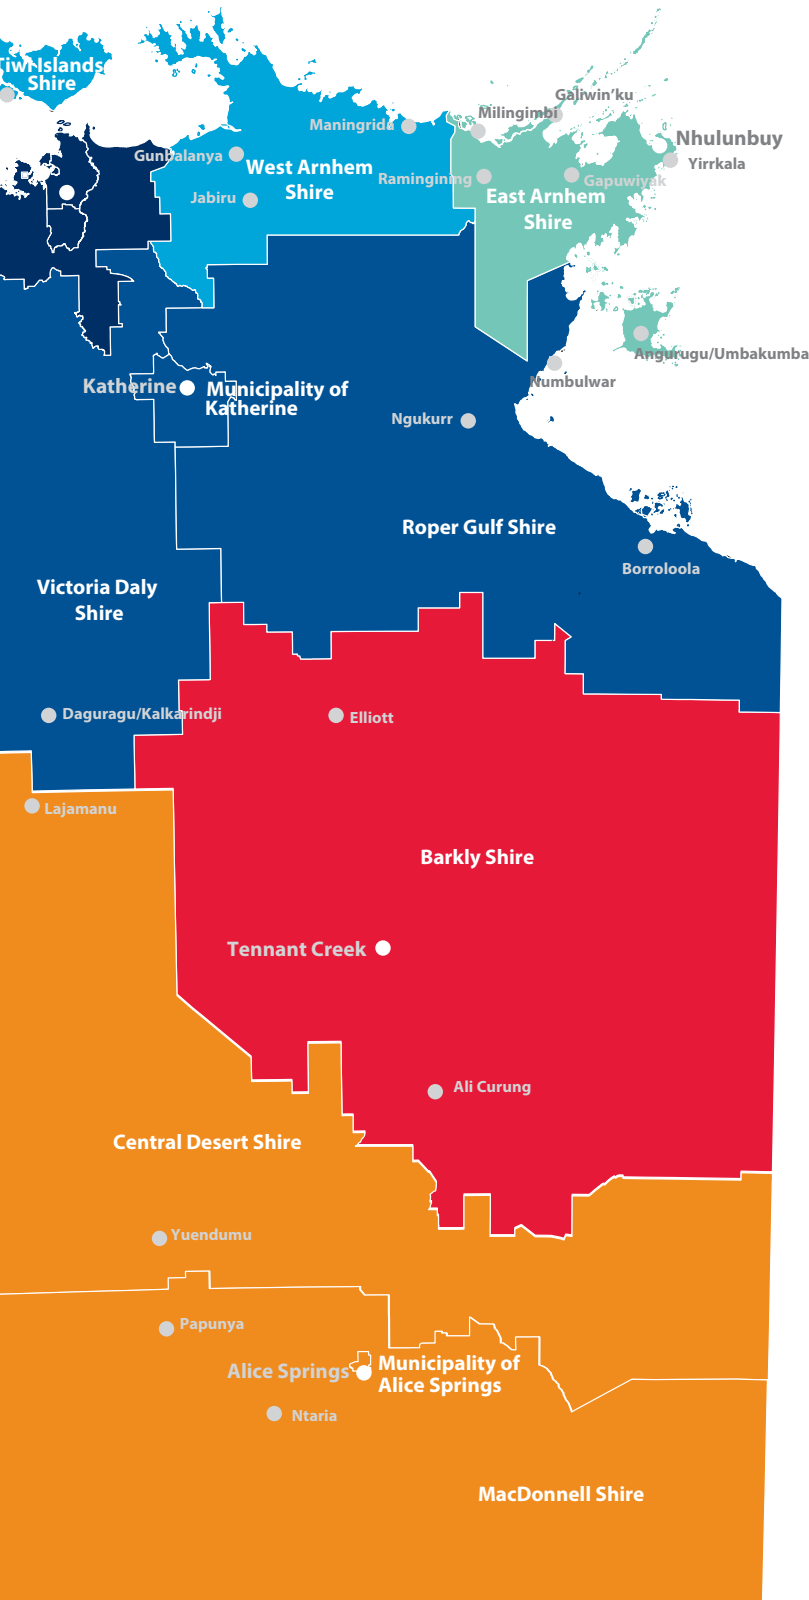 Tiwi Islands
Shire
Galiwin'ku
Milingimbi
Maningrida
Nhulunbuy
Yirrkala
Gunbalanya
West Arnhem
Shire
Ramingining
Gapuwiyak
Jabiru
East Arnhem
Shire
Angurugu/Umbakumba
Numbulwar
Katherine
Municipality of
Katherine
Ngukurr
Roper Gulf Shire
Borroloola
Victoria Daly
Shire
Daguragu/Kalkarindji
Elliott
Lajamanu
Barkly Shire
Tennant Creek
Ali Curung
Central Desert Shire
Yuendumu
Papunya
Alice Springs
Municipality of
Alice Springs
Ntaria
MacDonnell Shire